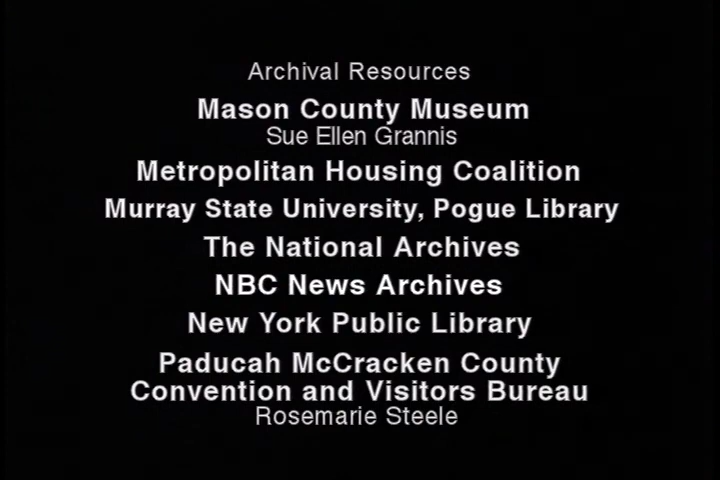 Archival Resources
Mason County Museum
Sue Ellen Grannis
Metropolitan Housing Coalition
Murray State University, Pogue Library
The National Archives
NBC News Archives
New York Public Library
Paducah McCracken County
Convention and Visitors Bureau
Rosemarie Steele